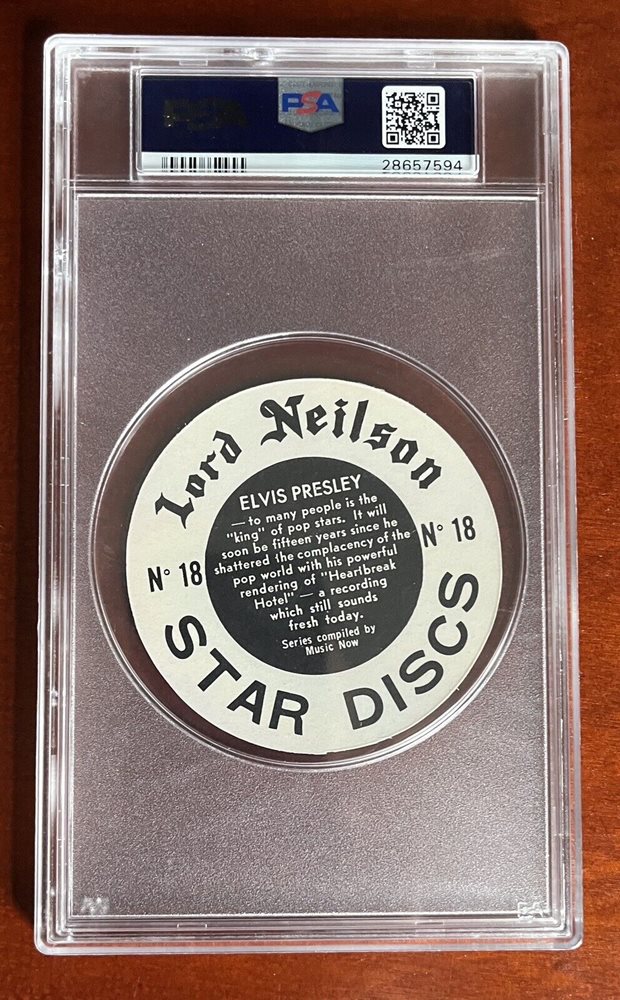 PSA
PSA
28657594
Lord Neilson
ELVIS PRESLEY
— to many people is the
"king" of pop stars. It will
soon be fifteen years since he
shattered the complacency of the
pop world with his powerful
rendering of "Heartbreak
Hotel" — a recording
which still sounds
fresh today.
Series compiled by
Music Now
N° 18
N° 18
STAR DISCS